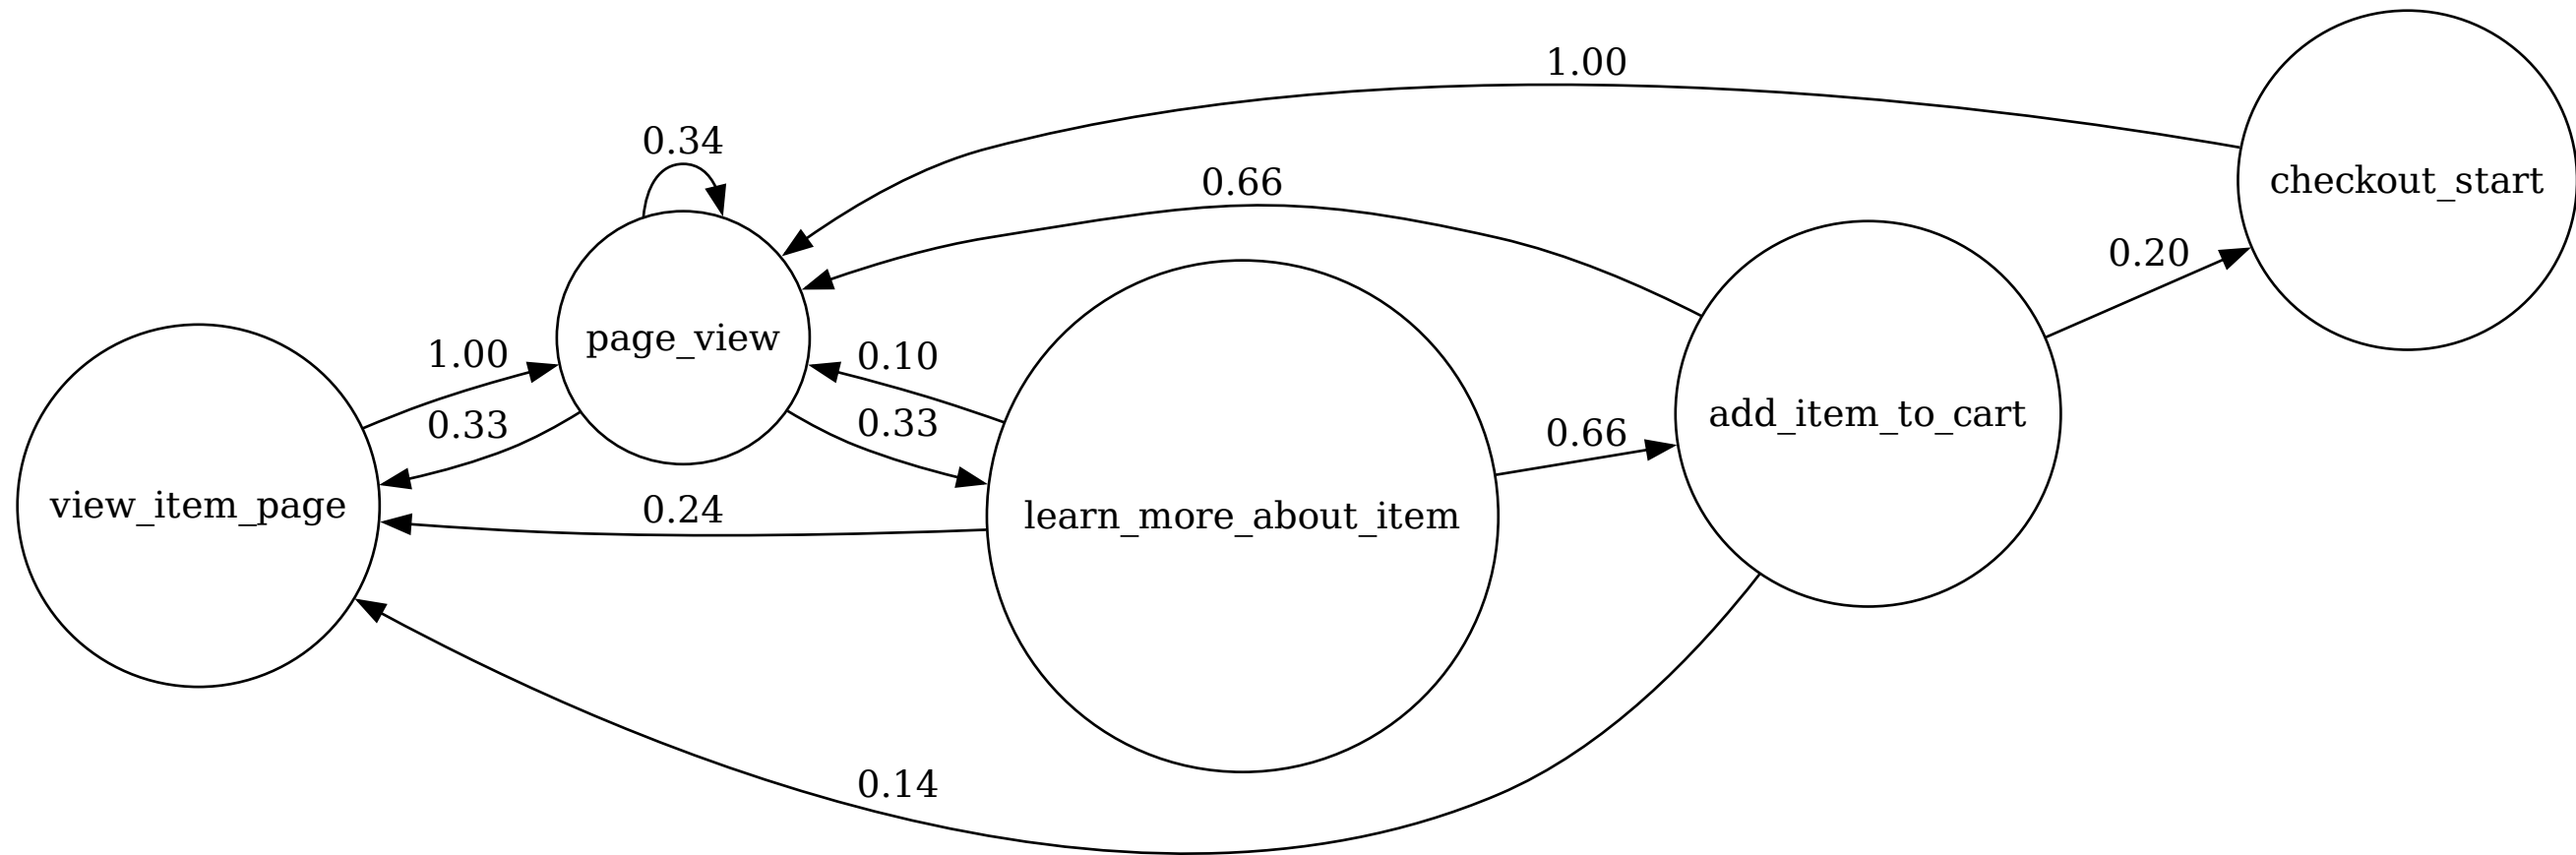 1.00
0.34
0.66
checkout_start
0.20
page_view
1.00
0.10
0.33
0.33
0.66
add_item_to_cart
view_item_page
0.24
learn_more_about_item
0.14